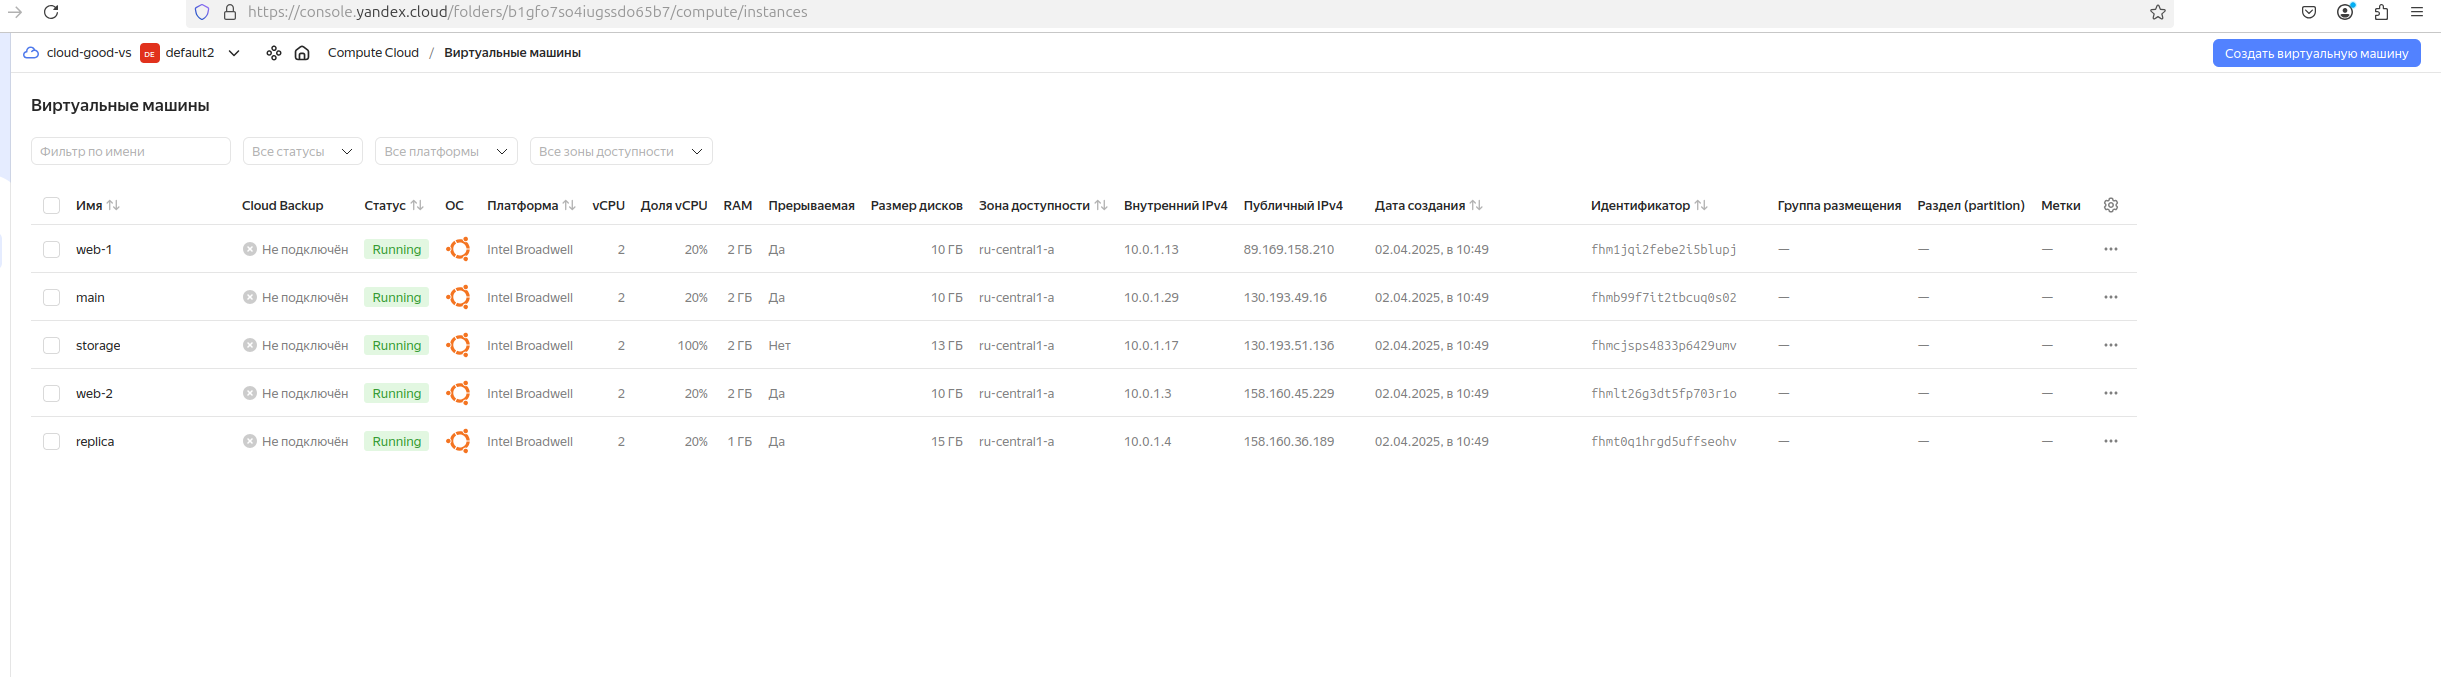 https://console.yandex.cloud/folders/b1gfo7so4iugssdo65b7/compute/instances
cloud-good-vs DE default2 Compute Cloud / Виртуальные машины Создать виртуальную машину
Виртуальные машины
Фильтр по имени Все статусы Все платформы Все зоны доступности
Имя Cloud Backup Статус ОС Платформа vCPU Доля vCPU RAM Прерываемая Размер дисков Зона доступности Внутренний IPv4 Публичный IPv4 Дата создания Идентификатор Группа размещения Раздел (partition) Метки
web-1 Не подключён Running Intel Broadwell 2 20% 2 ГБ Да 10 ГБ ru-central1-a 10.0.1.13 89.169.158.210 02.04.2025, в 10:49 fhm1jqi2febe2i5blupj — — —
main Не подключён Running Intel Broadwell 2 20% 2 ГБ Да 10 ГБ ru-central1-a 10.0.1.29 130.193.49.16 02.04.2025, в 10:49 fhmb99f7it2tbcuq0s02 — — —
storage Не подключён Running Intel Broadwell 2 100% 2 ГБ Нет 13 ГБ ru-central1-a 10.0.1.17 130.193.51.136 02.04.2025, в 10:49 fhmcjsps4833p6429umv — — —
web-2 Не подключён Running Intel Broadwell 2 20% 2 ГБ Да 10 ГБ ru-central1-a 10.0.1.3 158.160.45.229 02.04.2025, в 10:49 fhmlt26g3dt5fp703r1o — — —
replica Не подключён Running Intel Broadwell 2 20% 1 ГБ Да 15 ГБ ru-central1-a 10.0.1.4 158.160.36.189 02.04.2025, в 10:49 fhmt0q1hrgd5uffseohv — — —